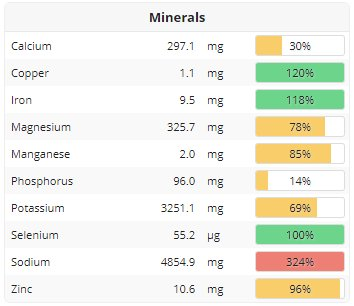 Minerals
Calcium 297.1 mg 30%
Copper 1.1 mg 120%
Iron 9.5 mg 118%
Magnesium 325.7 mg 78%
Manganese 2.0 mg 85%
Phosphorus 96.0 mg 14%
Potassium 3251.1 mg 69%
Selenium 55.2 µg 100%
Sodium 4854.9 mg 324%
Zinc 10.6 mg 96%